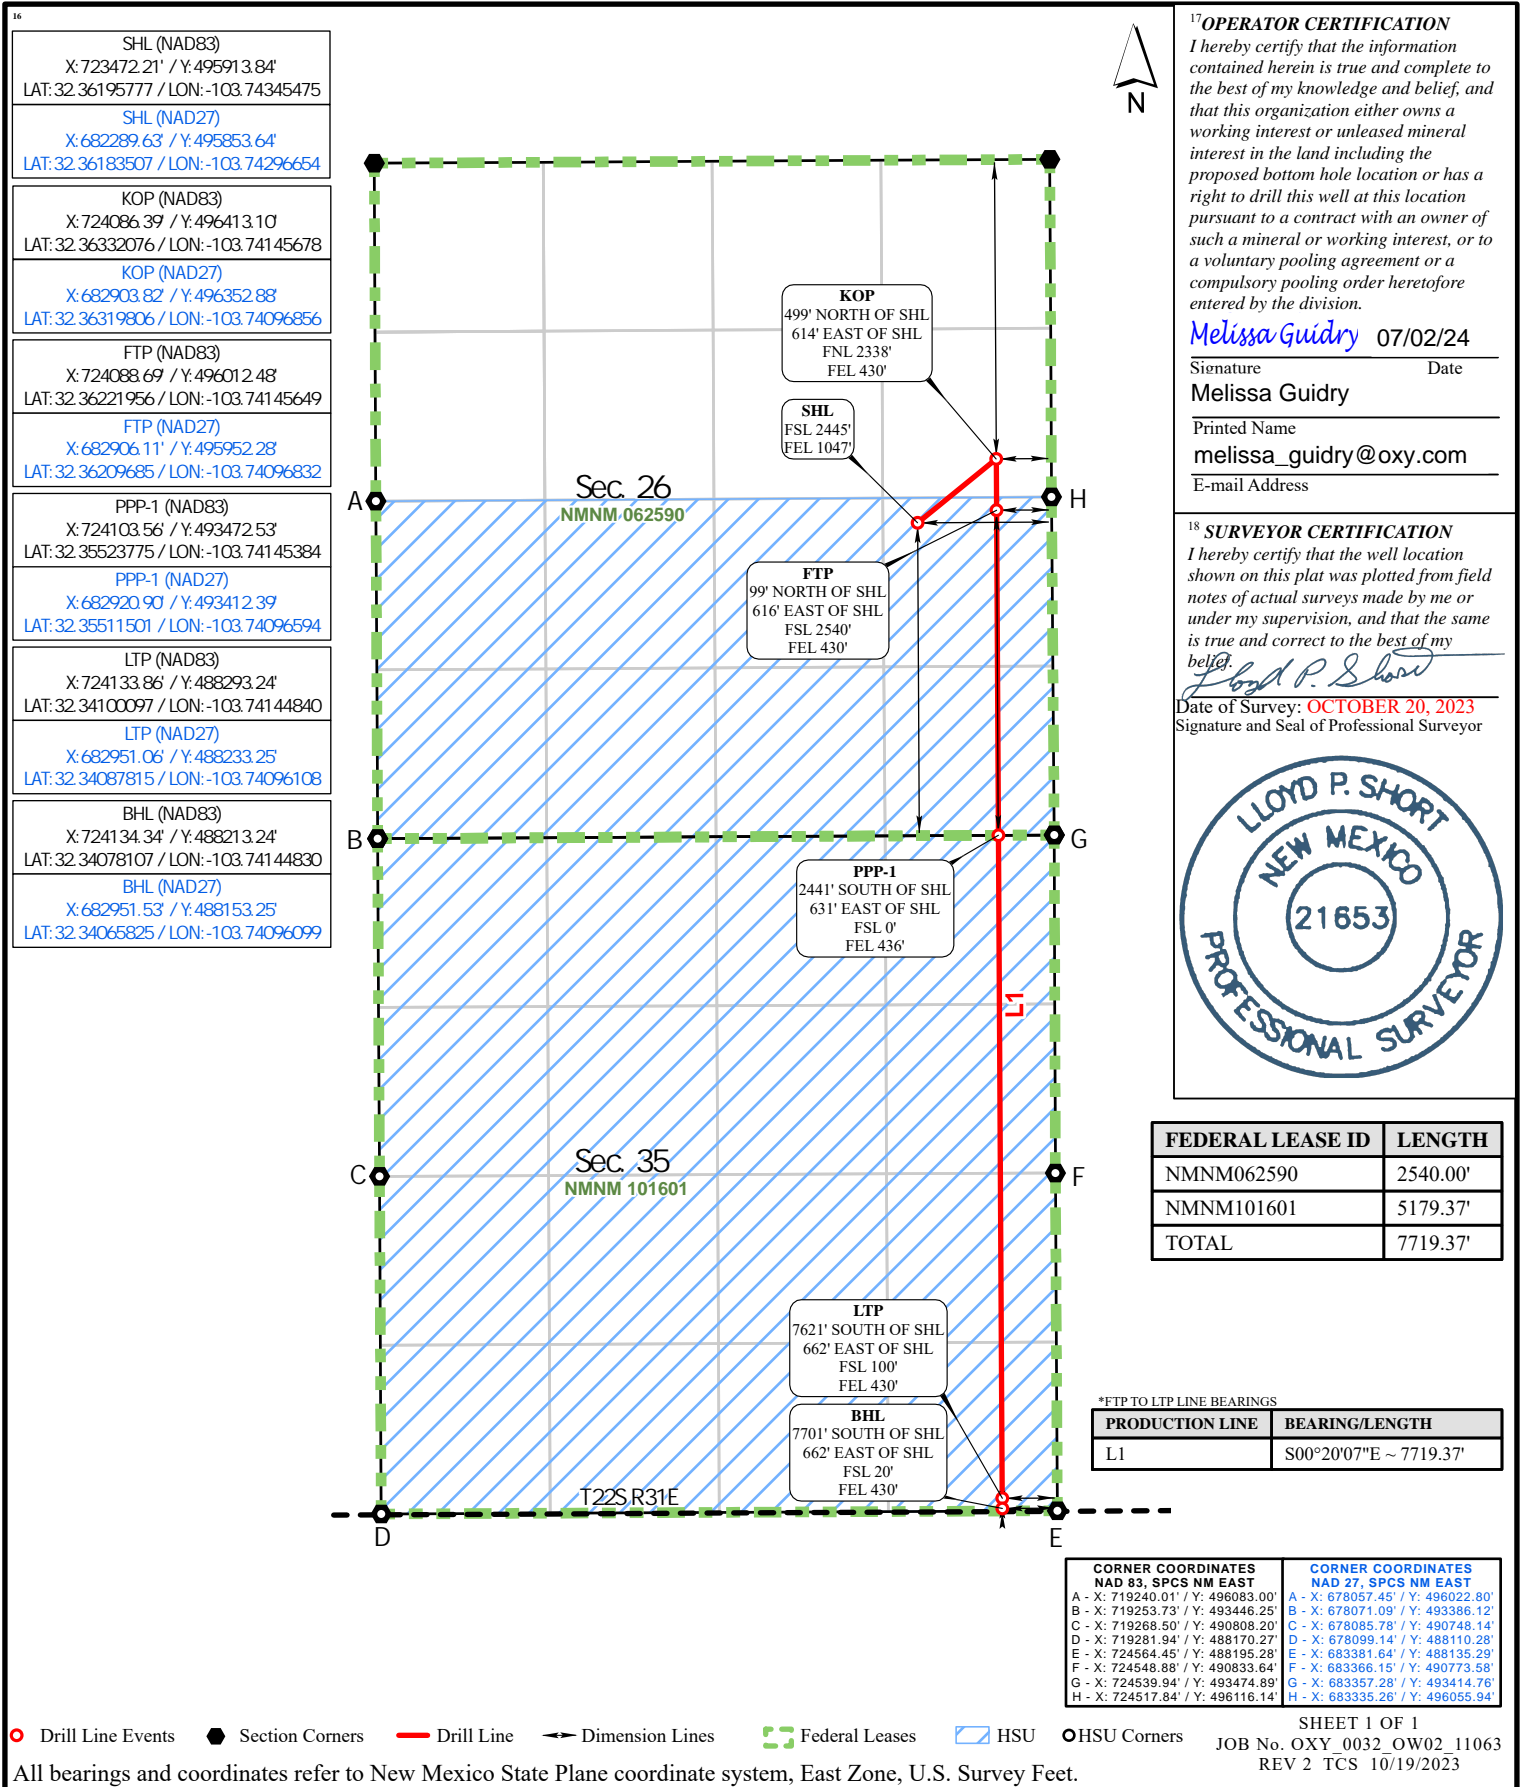 16
SHL (NAD83)
X:723472.21' / Y:495913.84'
LAT:32.36195777 / LON:-103.74345475
SHL (NAD27)
X:682289.63' / Y:495853.64'
LAT:32.36183507 / LON:-103.74296654
KOP (NAD83)
X:724086.39' / Y:496413.10'
LAT:32.36332076 / LON:-103.74145678
KOP (NAD27)
X:682903.82' / Y:496352.88'
LAT:32.36319806 / LON:-103.74096856
FTP (NAD83)
X:724088.69' / Y:496012.48'
LAT:32.36221956 / LON:-103.74145649
FTP (NAD27)
X:682906.11' / Y:495952.28'
LAT:32.36209685 / LON:-103.74096832
PPP-1 (NAD83)
X:724103.56' / Y:493472.53'
LAT:32.35523775 / LON:-103.74145384
PPP-1 (NAD27)
X:682920.90' / Y:493412.39'
LAT:32.35511501 / LON:-103.74096594
LTP (NAD83)
X:724133.86' / Y:488293.24'
LAT:32.34100097 / LON:-103.74144840
LTP (NAD27)
X:682951.06' / Y:488233.25'
LAT:32.34087815 / LON:-103.74096108
BHL (NAD83)
X:724134.34' / Y:488213.24'
LAT:32.34078107 / LON:-103.74144830
BHL (NAD27)
X:682951.53' / Y:488153.25'
LAT:32.34065825 / LON:-103.74096099
N
KOP
499' NORTH OF SHL
614' EAST OF SHL
FNL 2338'
FEL 430'
SHL
FSL 2445'
FEL 1047'
A
Sec. 26
NMNM 062590
H
FTP
99' NORTH OF SHL
616' EAST OF SHL
FSL 2540'
FEL 430'
B
G
PPP-1
2441' SOUTH OF SHL
631' EAST OF SHL
FSL 0'
FEL 436'
L1
C
Sec. 35
NMNM 101601
F
LTP
7621' SOUTH OF SHL
662' EAST OF SHL
FSL 100'
FEL 430'
BHL
7701' SOUTH OF SHL
662' EAST OF SHL
FSL 20'
FEL 430'
T22S R31E
D
E
17 OPERATOR CERTIFICATION
I hereby certify that the information
contained herein is true and complete to
the best of my knowledge and belief, and
that this organization either owns a
working interest or unleased mineral
interest in the land including the
proposed bottom hole location or has a
right to drill this well at this location
pursuant to a contract with an owner of
such a mineral or working interest, or to
a voluntary pooling agreement or a
compulsory pooling order heretofore
entered by the division.
Melissa Guidry 07/02/24
Signature Date
Melissa Guidry
Printed Name
melissa_guidry@oxy.com
E-mail Address
18 SURVEYOR CERTIFICATION
I hereby certify that the well location
shown on this plat was plotted from field
notes of actual surveys made by me or
under my supervision, and that the same
is true and correct to the best of my
belief.
Lloyd P. Short
Date of Survey: OCTOBER 20, 2023
Signature and Seal of Professional Surveyor
LLOYD P. SHORT
NEW MEXICO
21653
PROFESSIONAL SURVEYOR
FEDERAL LEASE ID LENGTH
NMNM062590 2540.00'
NMNM101601 5179.37'
TOTAL 7719.37'
*FTP TO LTP LINE BEARINGS
PRODUCTION LINE BEARING/LENGTH
L1 S00°20'07"E ~ 7719.37'
CORNER COORDINATES
NAD 83, SPCS NM EAST
A - X: 719240.01' / Y: 496083.00'
B - X: 719253.73' / Y: 493446.25'
C - X: 719268.50' / Y: 490808.20'
D - X: 719281.94' / Y: 488170.27'
E - X: 724564.45' / Y: 488195.28'
F - X: 724548.88' / Y: 490833.64'
G - X: 724539.94' / Y: 493474.89'
H - X: 724517.84' / Y: 496116.14'
CORNER COORDINATES
NAD 27, SPCS NM EAST
A - X: 678057.45' / Y: 496022.80'
B - X: 678071.09' / Y: 493386.12'
C - X: 678085.78' / Y: 490748.14'
D - X: 678099.14' / Y: 488110.28'
E - X: 683381.64' / Y: 488135.29'
F - X: 683366.15' / Y: 490773.58'
G - X: 683357.28' / Y: 493414.76'
H - X: 683335.26' / Y: 496055.94'
Drill Line Events Section Corners Drill Line Dimension Lines Federal Leases HSU HSU Corners
SHEET 1 OF 1
JOB No. OXY_0032_OW02_11063
REV 2 TCS 10/19/2023
All bearings and coordinates refer to New Mexico State Plane coordinate system, East Zone, U.S. Survey Feet.